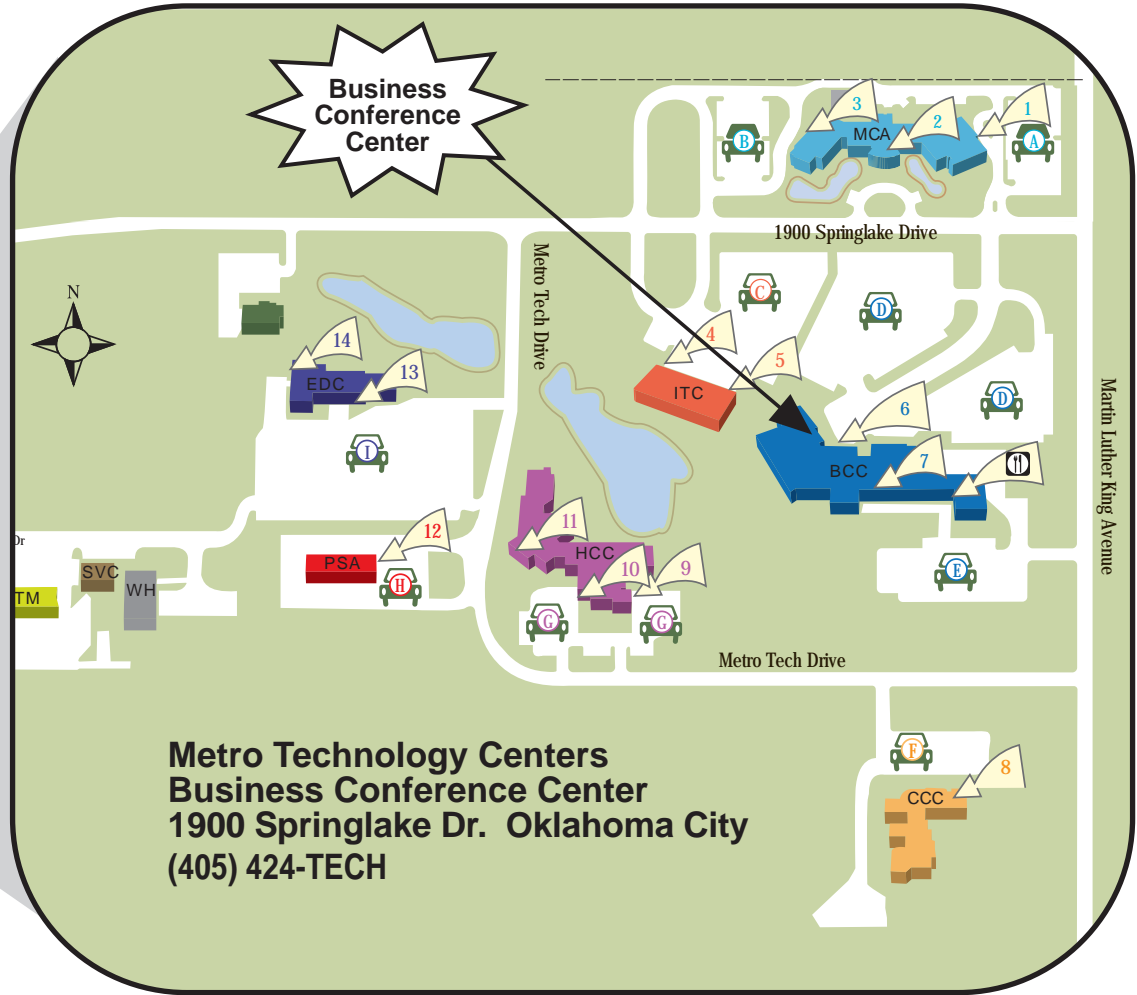 Business
Conference
Center
3
2
1
MCA
B
A
1900 Springlake Drive
Metro Tech Drive
N
C
D
4
5
ITC
14
13
EDC
I
D
6
7
BCC
Martin Luther King Avenue
12
PSA
H
11
HCC
10
9
G
G
E
Dr
SVC
WH
TM
Metro Tech Drive
F
8
CCC
Metro Technology Centers
Business Conference Center
1900 Springlake Dr. Oklahoma City
(405) 424-TECH